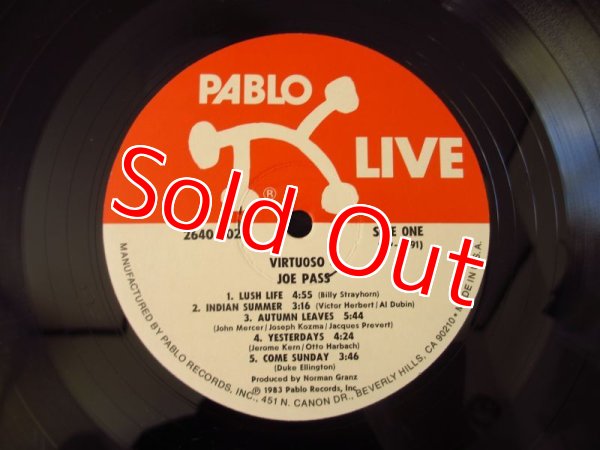 PABLO
LIVE
®
Sold Out
2640
SIDE ONE
VIRTUOSO
JOE PASS
1. LUSH LIFE 4:55 (Billy Strayhorn)
2. INDIAN SUMMER 3:16 (Victor Herbert/Al Dubin)
3. AUTUMN LEAVES 5:44
(John Mercer/Joseph Kozma/Jacques Prevert)
4. YESTERDAYS 4:24
(Jerome Kern/Otto Harbach)
5. COME SUNDAY 3:46
(Duke Ellington)
Produced by Norman Granz
℗ 1983 Pablo Records, Inc.
MANUFACTURED BY PABLO RECORDS, INC., 451 N. CANON DR., BEVERLY HILLS, CA 90210 • MADE IN U.S.A.